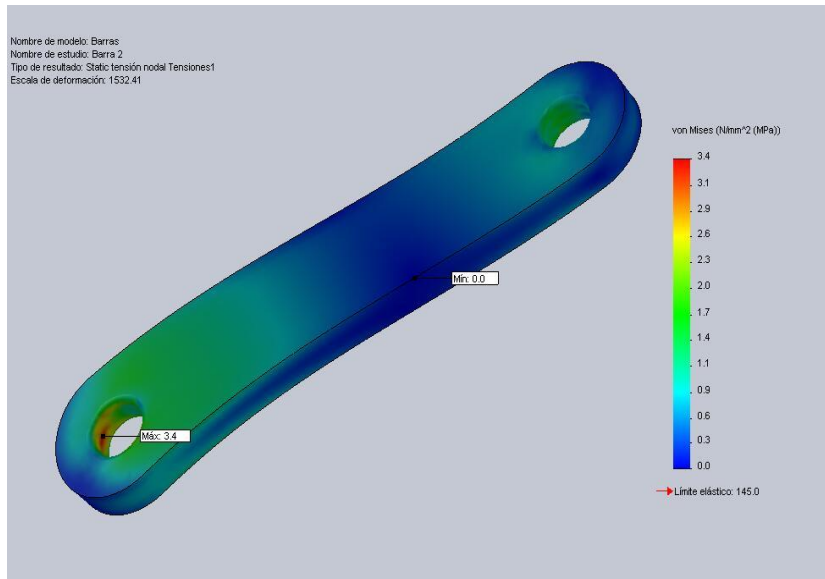 Nombre de modelo: Barras
Nombre de estudio: Barra 2
Tipo de resultado: Static tensión nodal Tensiones1
Escala de deformación: 1532.41
von Mises (N/mm^2 (MPa))
3.4
3.1
2.9
2.6
2.3
2.0
1.7
1.4
1.1
0.9
0.6
0.3
0.0
Mín: 0.0
Máx: 3.4
Límite elástico: 145.0